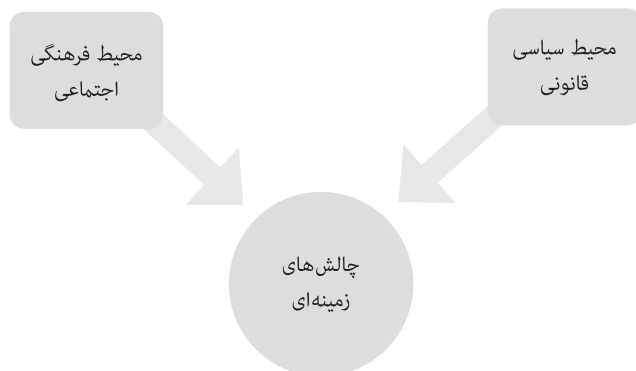 محیط سیاسی
قانونی
محیط فرهنگی
اجتماعی
چالش‌های
زمینه‌ای